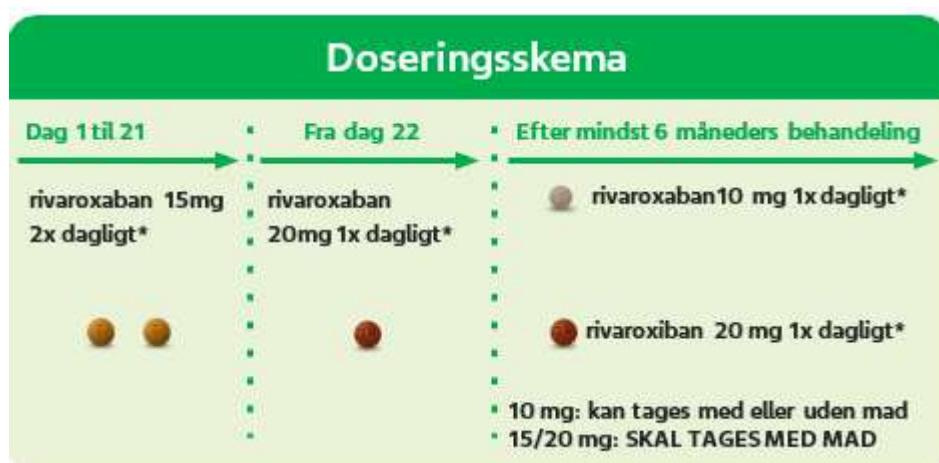 Doseringsskema
Dag 1 til 21
Fra dag 22
Efter mindst 6 måneders behandeling
rivaroxaban 15mg
2x dagligt*
rivaroxaban
20mg 1x dagligt*
rivaroxaban10 mg 1x dagligt*
rivaroxiban 20 mg 1x dagligt*
10 mg: kan tages med eller uden mad
15/20 mg: SKAL TAGES MED MAD